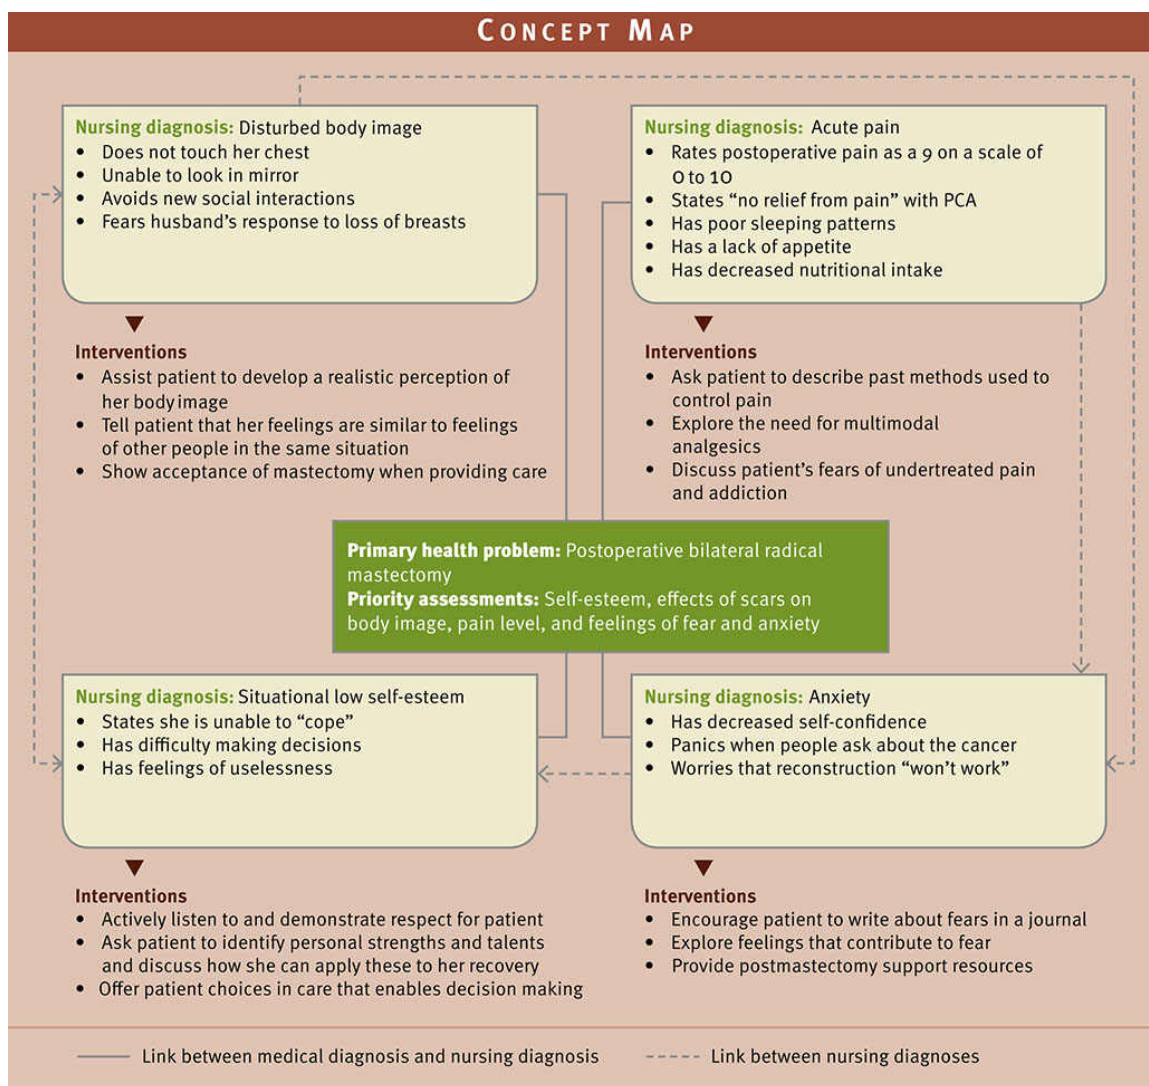 CONCEPT MAP
Nursing diagnosis: Disturbed body image
• Does not touch her chest
• Unable to look in mirror
• Avoids new social interactions
• Fears husband's response to loss of breasts
Interventions
• Assist patient to develop a realistic perception of
her body image
• Tell patient that her feelings are similar to feelings
of other people in the same situation
• Show acceptance of mastectomy when providing care
Nursing diagnosis: Acute pain
• Rates postoperative pain as a 9 on a scale of
0 to 10
• States “no relief from pain” with PCA
• Has poor sleeping patterns
• Has a lack of appetite
• Has decreased nutritional intake
Interventions
• Ask patient to describe past methods used to
control pain
• Explore the need for multimodal
analgesics
• Discuss patient's fears of undertreated pain
and addiction
Primary health problem: Postoperative bilateral radical
mastectomy
Priority assessments: Self-esteem, effects of scars on
body image, pain level, and feelings of fear and anxiety
Nursing diagnosis: Situational low self-esteem
• States she is unable to “cope”
• Has difficulty making decisions
• Has feelings of uselessness
Interventions
• Actively listen to and demonstrate respect for patient
• Ask patient to identify personal strengths and talents
and discuss how she can apply these to her recovery
• Offer patient choices in care that enables decision making
Nursing diagnosis: Anxiety
• Has decreased self-confidence
• Panics when people ask about the cancer
• Worries that reconstruction “won't work”
Interventions
• Encourage patient to write about fears in a journal
• Explore feelings that contribute to fear
• Provide postmastectomy support resources
Link between medical diagnosis and nursing diagnosis
Link between nursing diagnoses